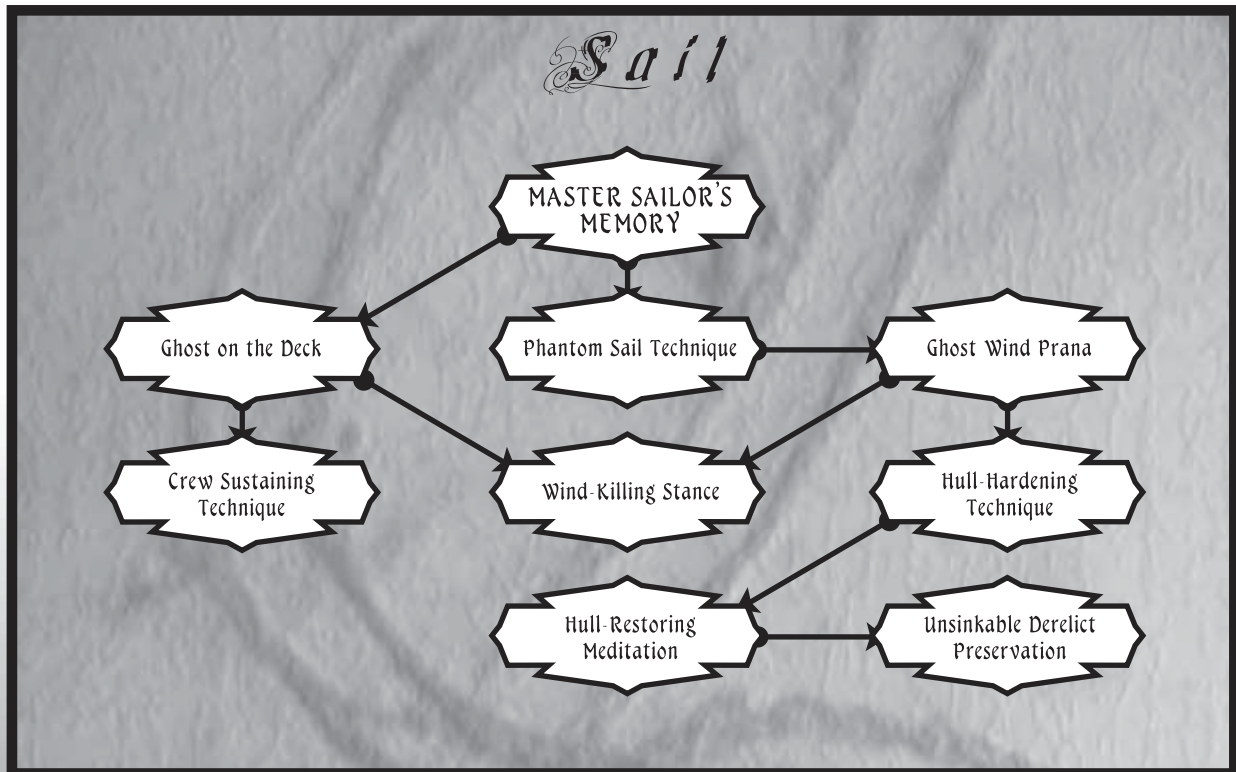 Sail
MASTER SAILOR'S
MEMORY
Ghost on the Deck
Phantom Sail Technique
Ghost Wind Prana
Crew Sustaining
Technique
Wind-Killing Stance
Hull-Hardening
Technique
Hull-Restoring
Meditation
Unsinkable Derelict
Preservation